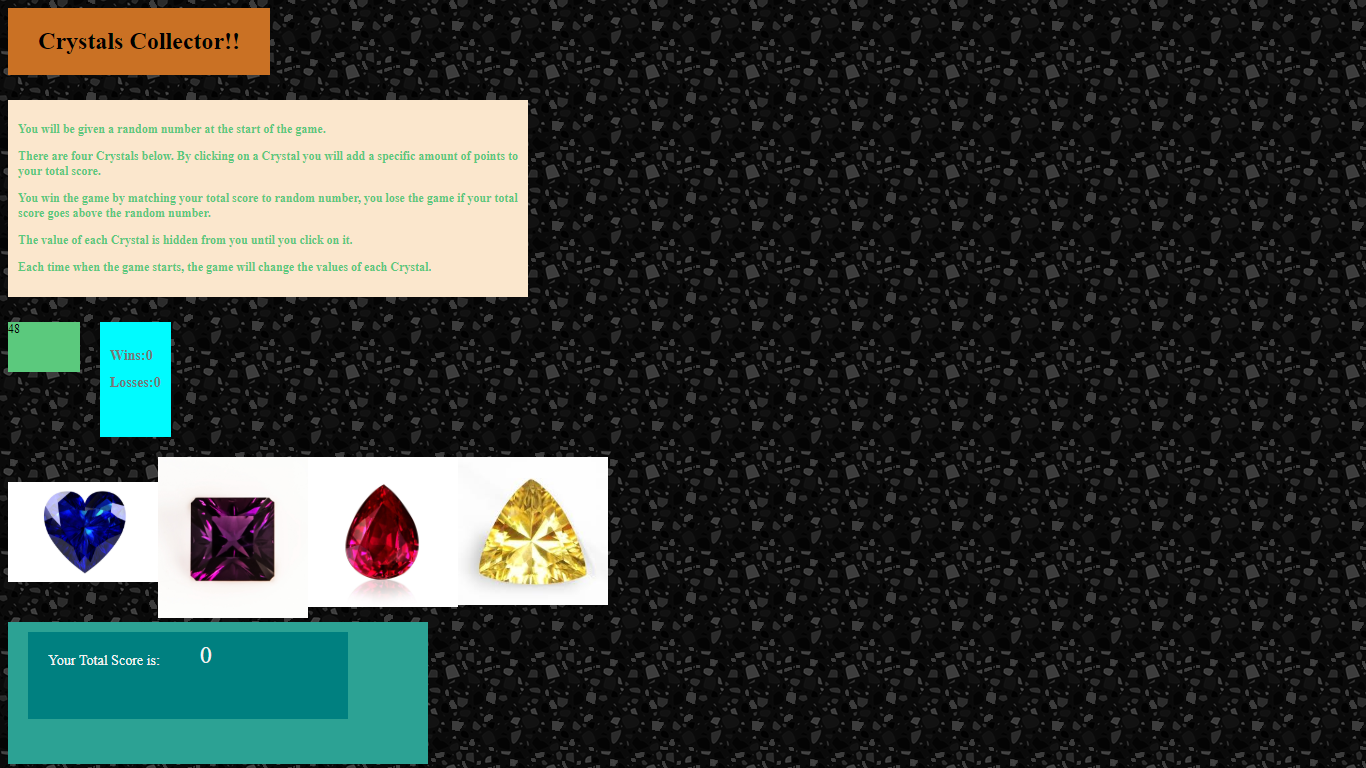 Crystals Collector!!
You will be given a random number at the start of the game.
There are four Crystals below. By clicking on a Crystal you will add a specific amount of points to
your total score.
You win the game by matching your total score to random number, you lose the game if your total
score goes above the random number.
The value of each Crystal is hidden from you until you click on it.
Each time when the game starts, the game will change the values of each Crystal.
48
Wins:0
Losses:0
Your Total Score is: 0